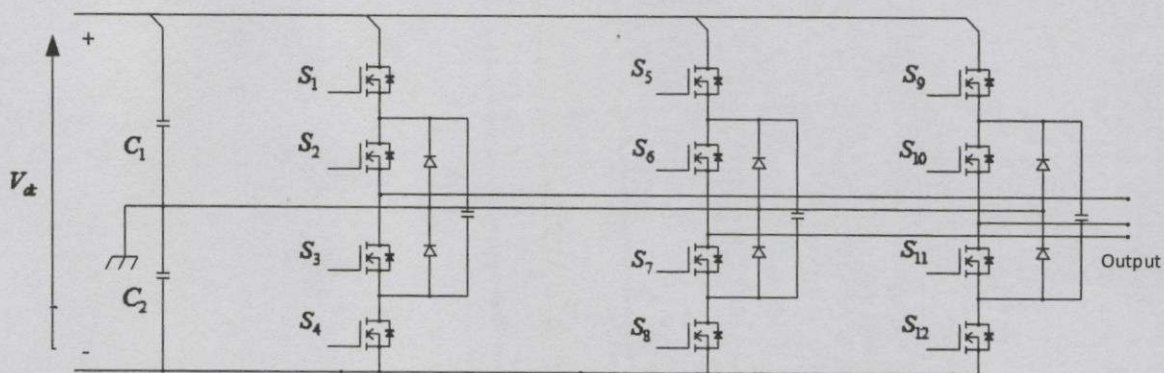 +
S1 S5 S9
C1 S2 S6 S10
Vdc
S3 S7 S11
Output
C2
-
S4 S8 S12
-